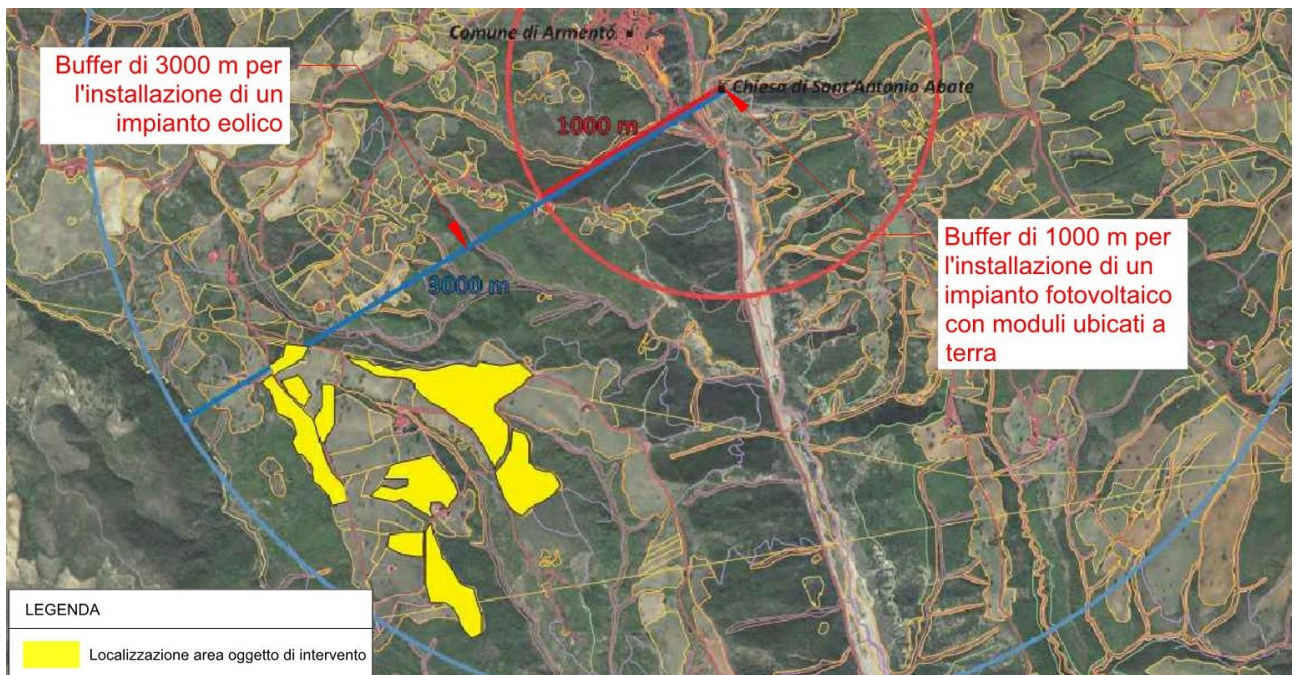 Comune di Armento
Buffer di 3000 m per
l'installazione di un
impianto eolico
Chiesa di Sant'Antonio Abate
1000 m
3000 m
Buffer di 1000 m per
l'installazione di un
impianto fotovoltaico
con moduli ubicati a
terra
LEGENDA
Localizzazione area oggetto di intervento